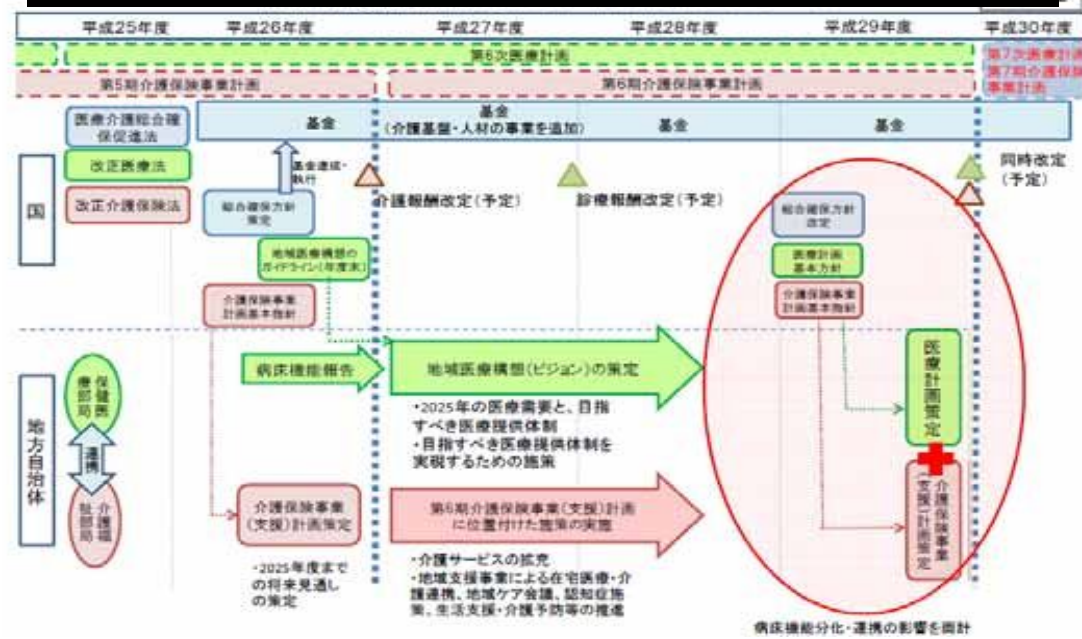 平成25年度
平成26年度
平成27年度
平成28年度
平成29年度
平成30年度
第6次医療計画
第7次医療計画
第5期介護保険事業計画
第6期介護保険事業計画
第7期介護保険
事業計画
国
医療介護総合確
保促進法
改正医療法
改正介護保険法
基金
基金
(介護基盤・人材の事業を追加)
基金
基金
基金造成・
執行
総合確保方針
策定
介護報酬改定(予定)
診療報酬改定(予定)
同時改定
(予定)
地域医療構想の
ガイドライン(年度末)
介護保険事業
計画基本指針
総合確保方針
改定
医療計画
基本方針
介護保険事業
計画基本指針
地方自治体
保健医
療部局
連携
介護福
祉部局
病床機能報告
地域医療構想(ビジョン)の策定
・2025年の医療需要と、目指
すべき医療提供体制
・目指すべき医療提供体制を
実現するための施策
介護保険事業
(支援)計画策定
・2025年度まで
の将来見通し
の策定
第6期介護保険事業(支援)計画
に位置付けた施策の実施
・介護サービスの拡充
・地域支援事業による在宅医療・介
護連携、地域ケア会議、認知症施
策、生活支援・介護予防等の推進
医療計画策定
介護保険事業
(支援)計画策定
病床機能分化・連携の影響を両計